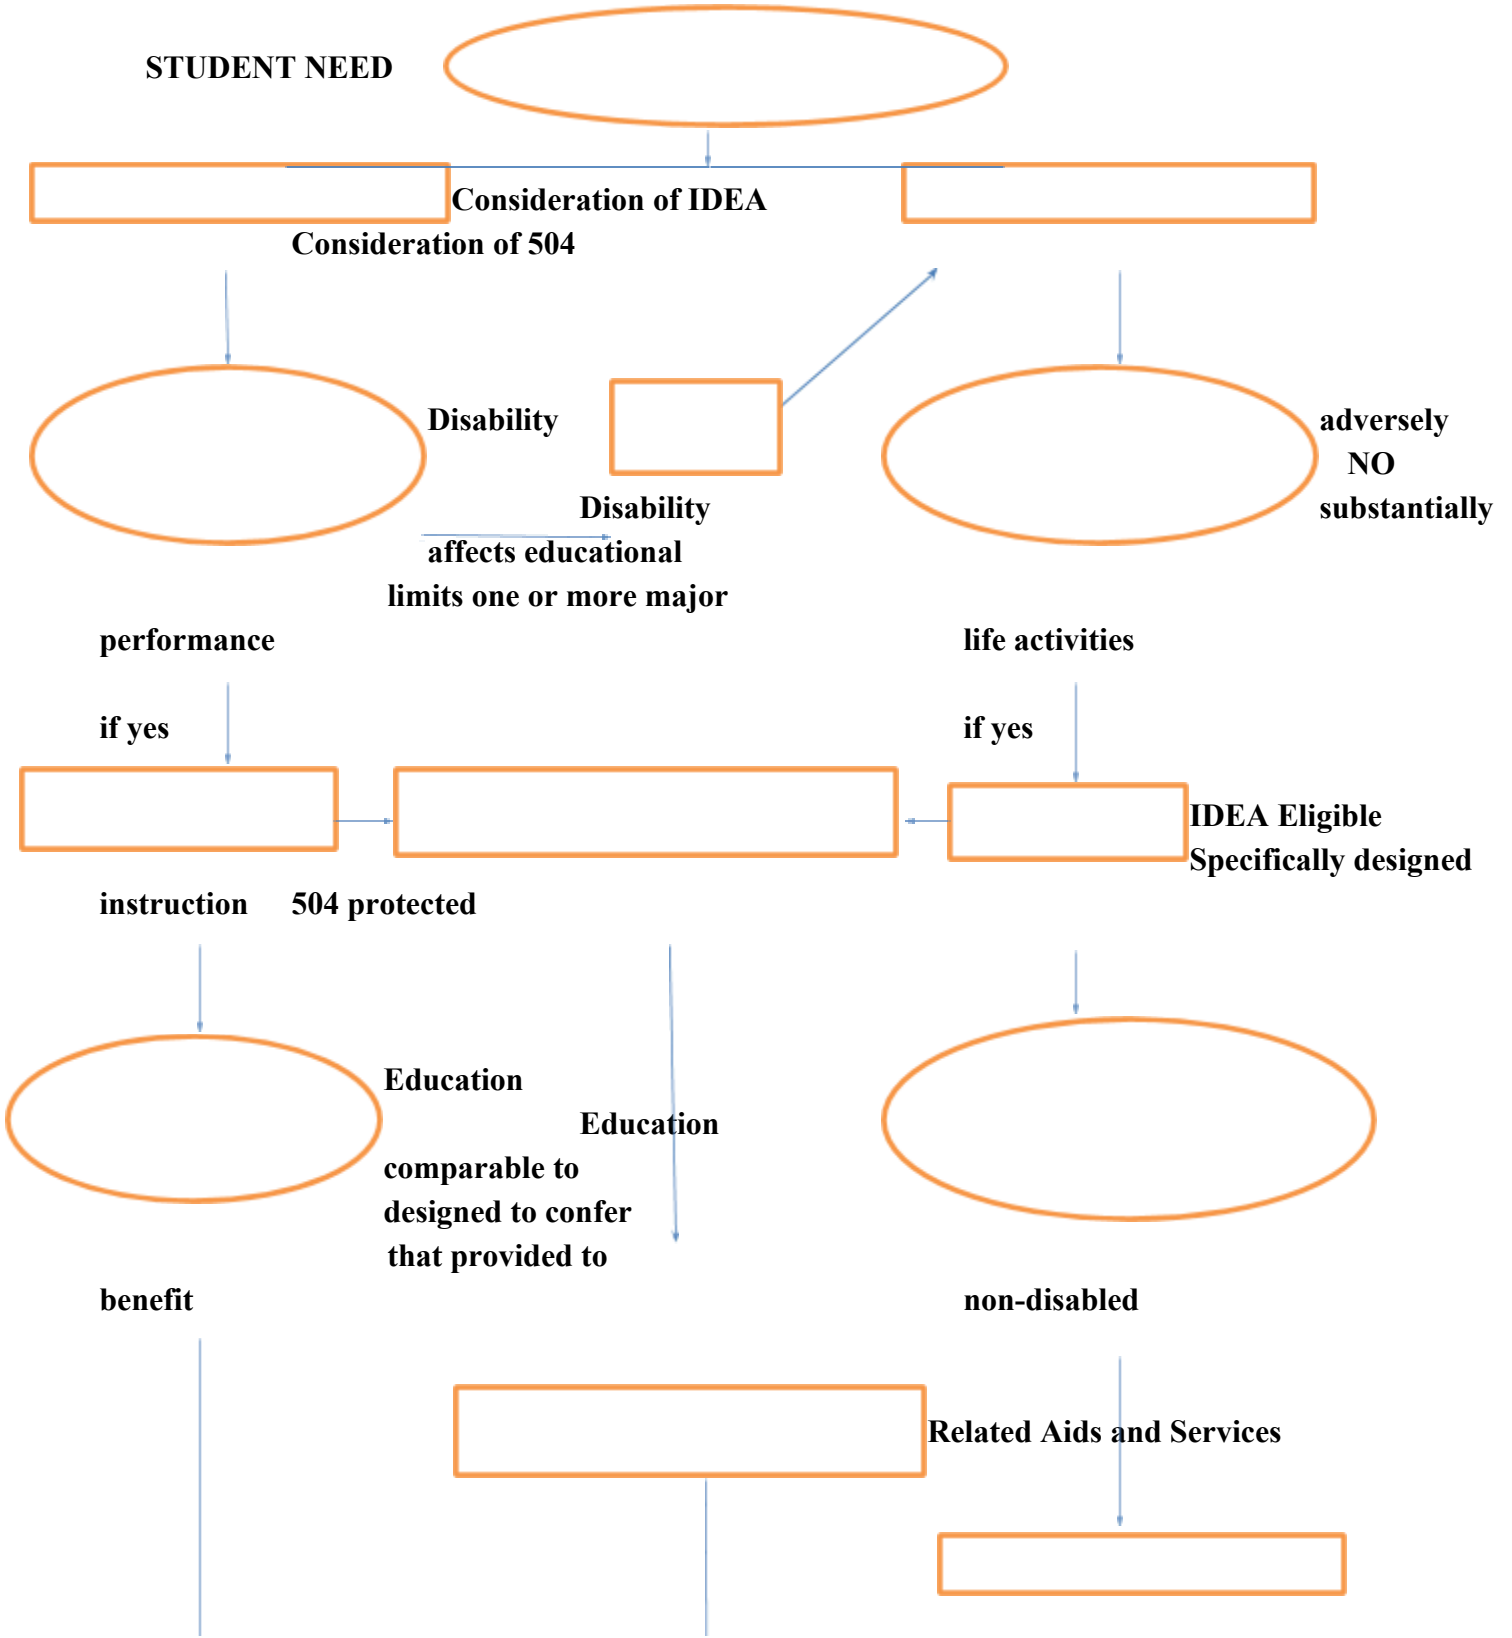 STUDENT NEED
Consideration of IDEA
Consideration of 504
Disability adversely
NO
Disability substantially
affects educational
limits one or more major
performance life activities
if yes if yes
IDEA Eligible
Specifically designed
instruction 504 protected
Education
Education
comparable to
designed to confer
that provided to
benefit non-disabled
Related Aids and Services